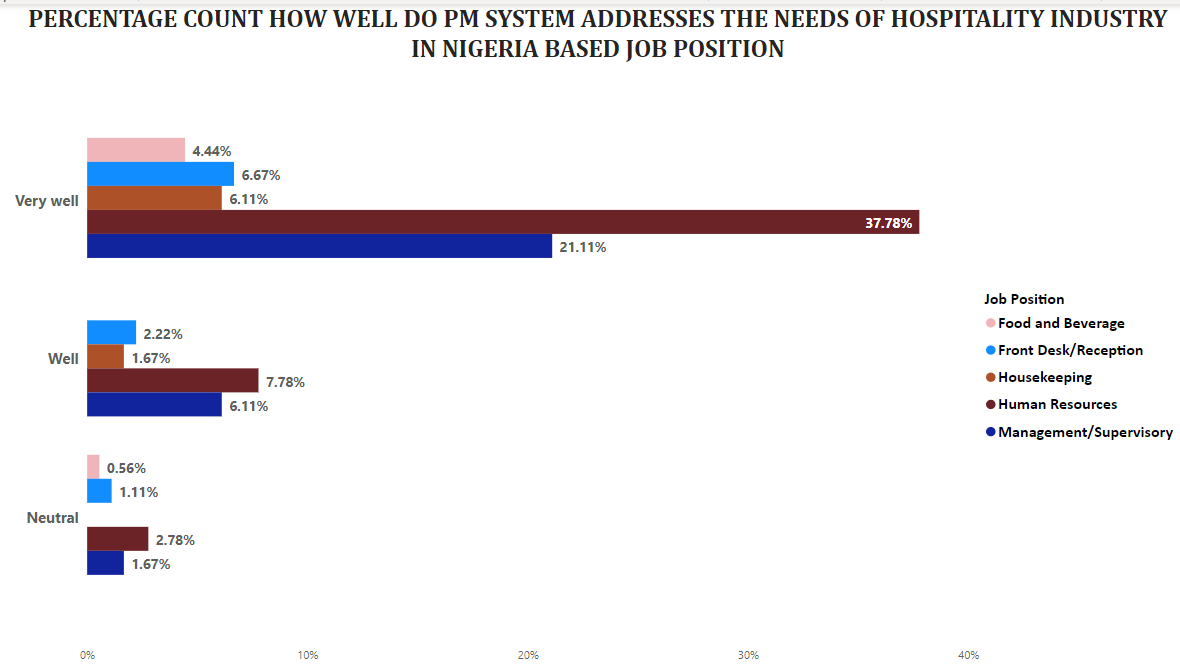 PERCENTAGE COUNT HOW WELL DO PM SYSTEM ADDRESSES THE NEEDS OF HOSPITALITY INDUSTRY
IN NIGERIA BASED JOB POSITION
Very well
4.44%
6.67%
6.11%
37.78%
21.11%
Well
2.22%
1.67%
7.78%
6.11%
Neutral
0.56%
1.11%
2.78%
1.67%
Job Position
Food and Beverage
Front Desk/Reception
Housekeeping
Human Resources
Management/Supervisory
0%
10%
20%
30%
40%